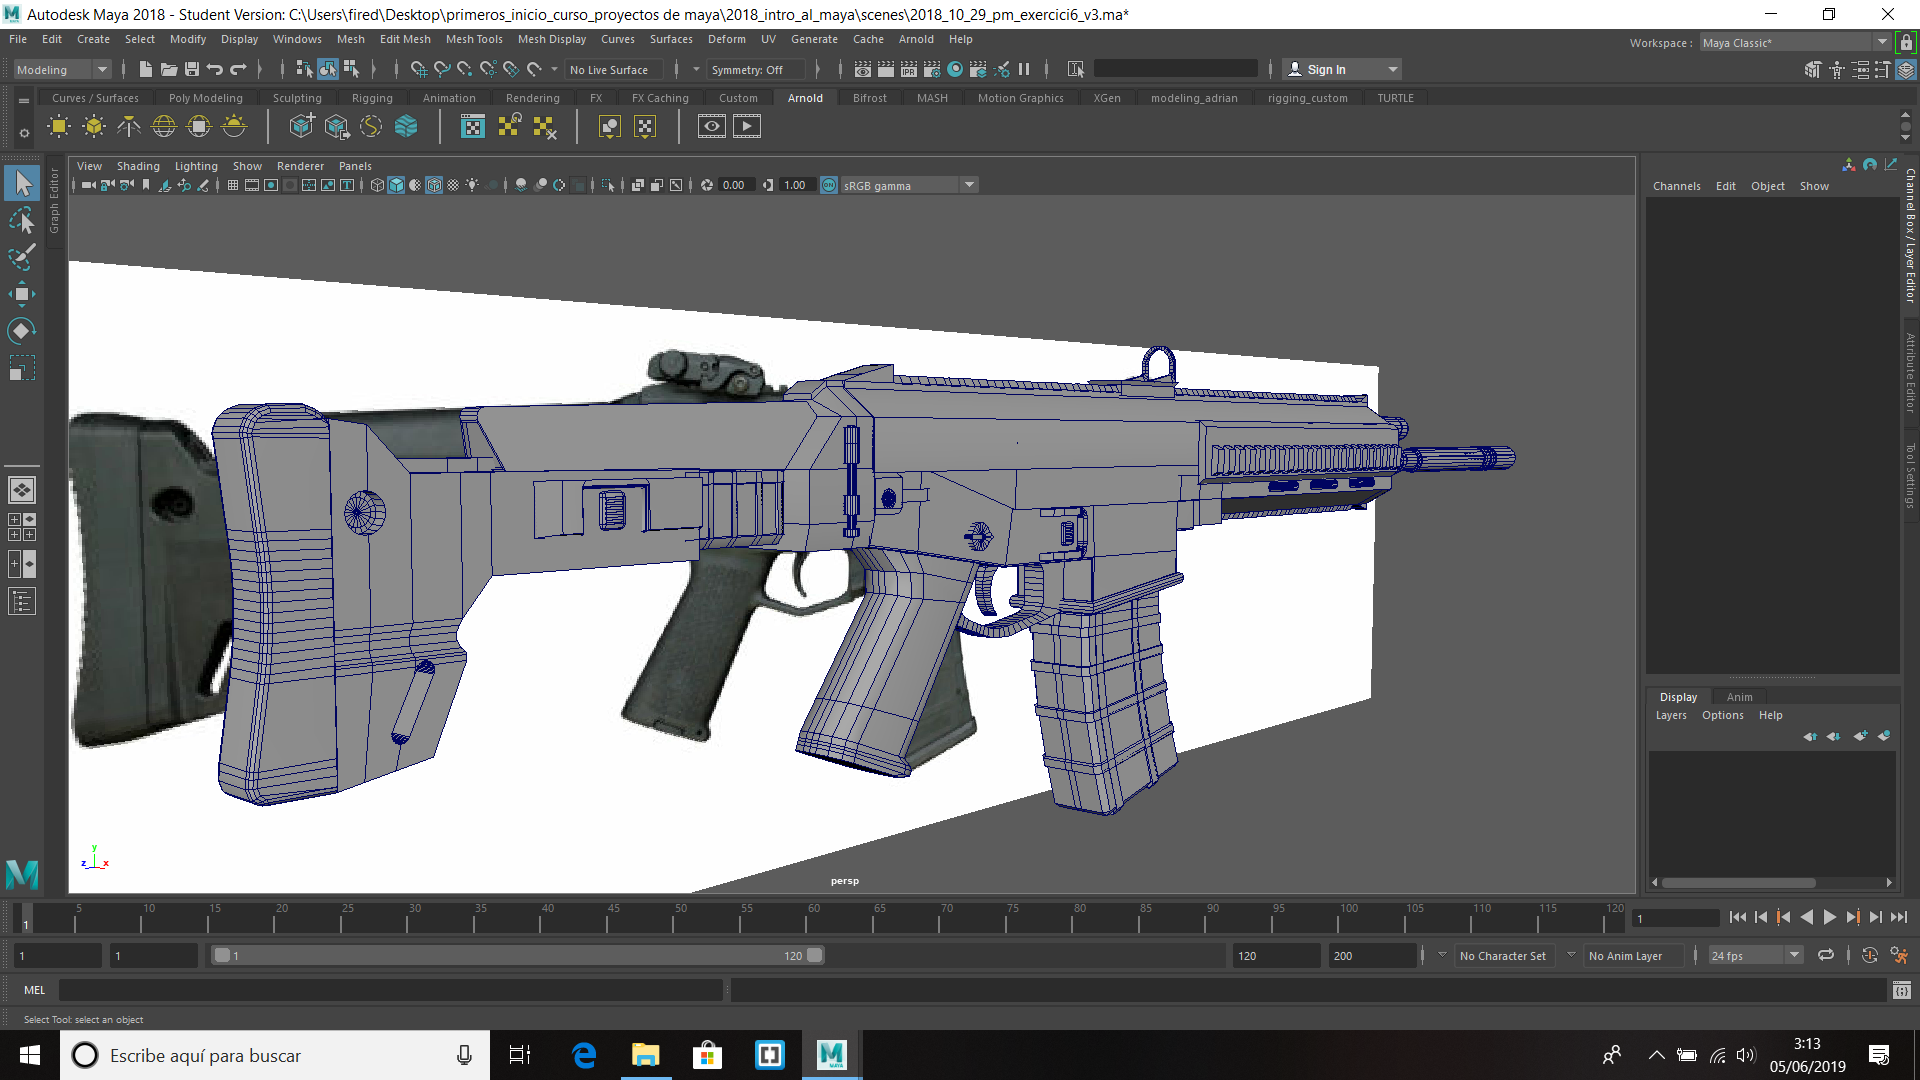 Autodesk Maya 2018 - Student Version: C:\Users\fired\Desktop\primeros_inicio_curso_proyectos de maya\2018_intro_al_maya\scenes\2018_10_29_pm_exercici6_v3.ma*
File Edit Create Select Modify Display Windows Mesh Edit Mesh Mesh Tools Mesh Display Curves Surfaces Deform UV Generate Cache Arnold Help
Workspace : Maya Classic*
Modeling No Live Surface Symmetry: Off Sign In
Curves / Surfaces Poly Modeling Sculpting Rigging Animation Rendering FX FX Caching Custom Arnold Bifrost MASH Motion Graphics XGen modeling_adrian rigging_custom TURTLE
View Shading Lighting Show Renderer Panels
0.00 1.00 ON sRGB gamma
Graph Editor
Channels Edit Object Show
Channel Box / Layer Editor
Attribute Editor
Tool Settings
Display Anim
Layers Options Help
y
z x
persp
5 10 15 20 25 30 35 40 45 50 55 60 65 70 75 80 85 90 95 100 105 110 115 120
1 1
1 1 1 120 120 200 No Character Set No Anim Layer 24 fps
MEL
Select Tool: select an object
Escribe aquí para buscar
3:13
05/06/2019